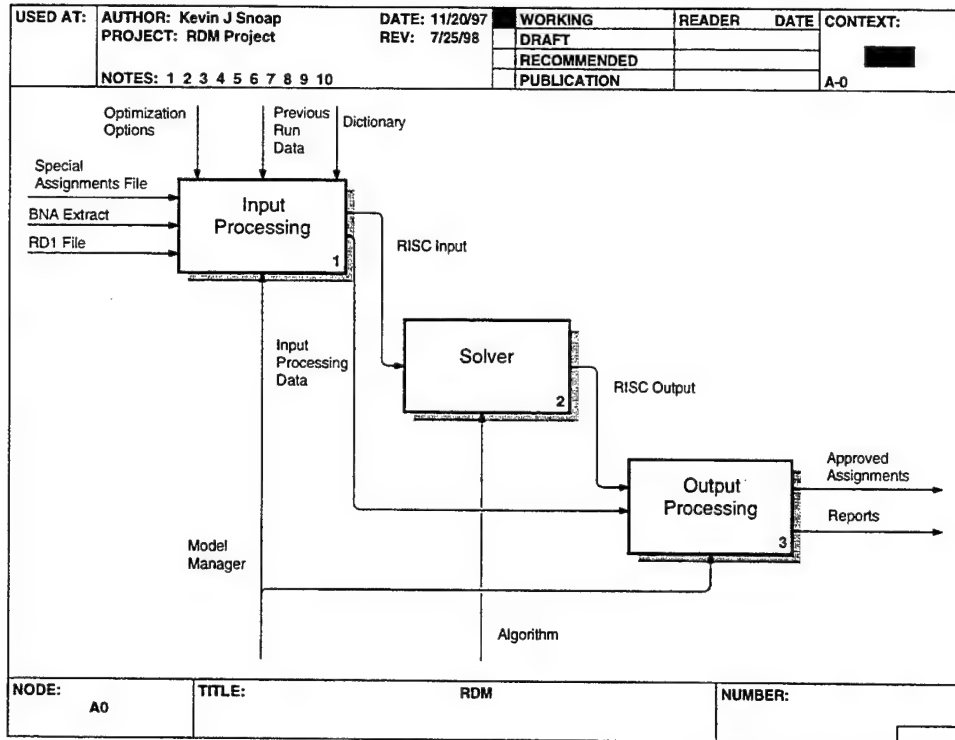 USED AT:
AUTHOR: Kevin J Snoap
DATE: 11/20/97
PROJECT: RDM Project
REV: 7/25/98
NOTES: 1 2 3 4 5 6 7 8 9 10
WORKING
DRAFT
RECOMMENDED
PUBLICATION
READER DATE
CONTEXT:
A-0
Optimization
Options
Previous
Run
Data
Dictionary
Special
Assignments File
BNA Extract
RD1 File
Input
Processing
1
RISC Input
Input
Processing
Data
Solver
2
RISC Output
Output
Processing
3
Approved
Assignments
Reports
Model
Manager
Algorithm
NODE:
A0
TITLE:
RDM
NUMBER: